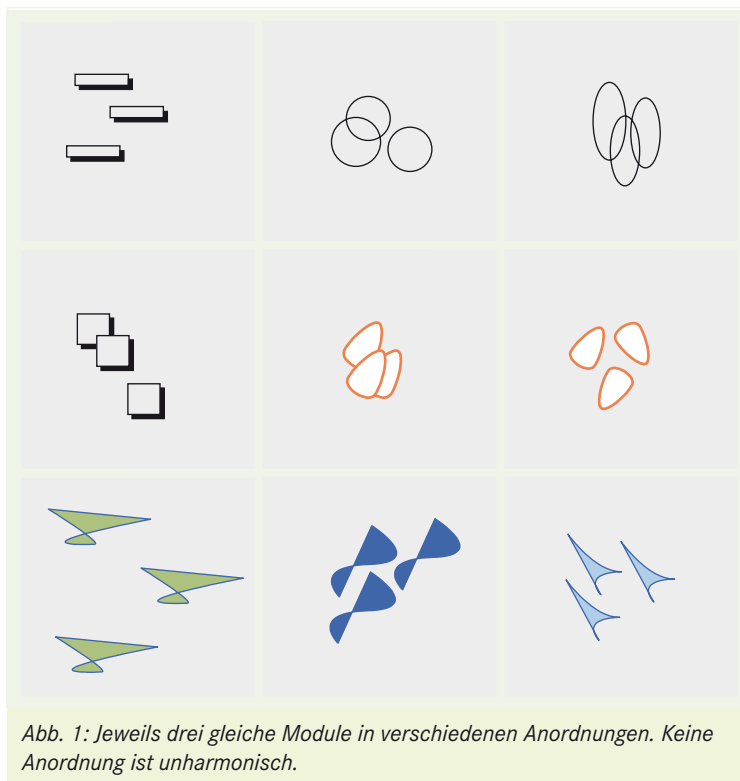 Abb. 1: Jeweils drei gleiche Module in verschiedenen Anordnungen. Keine
Anordnung ist unharmonisch.